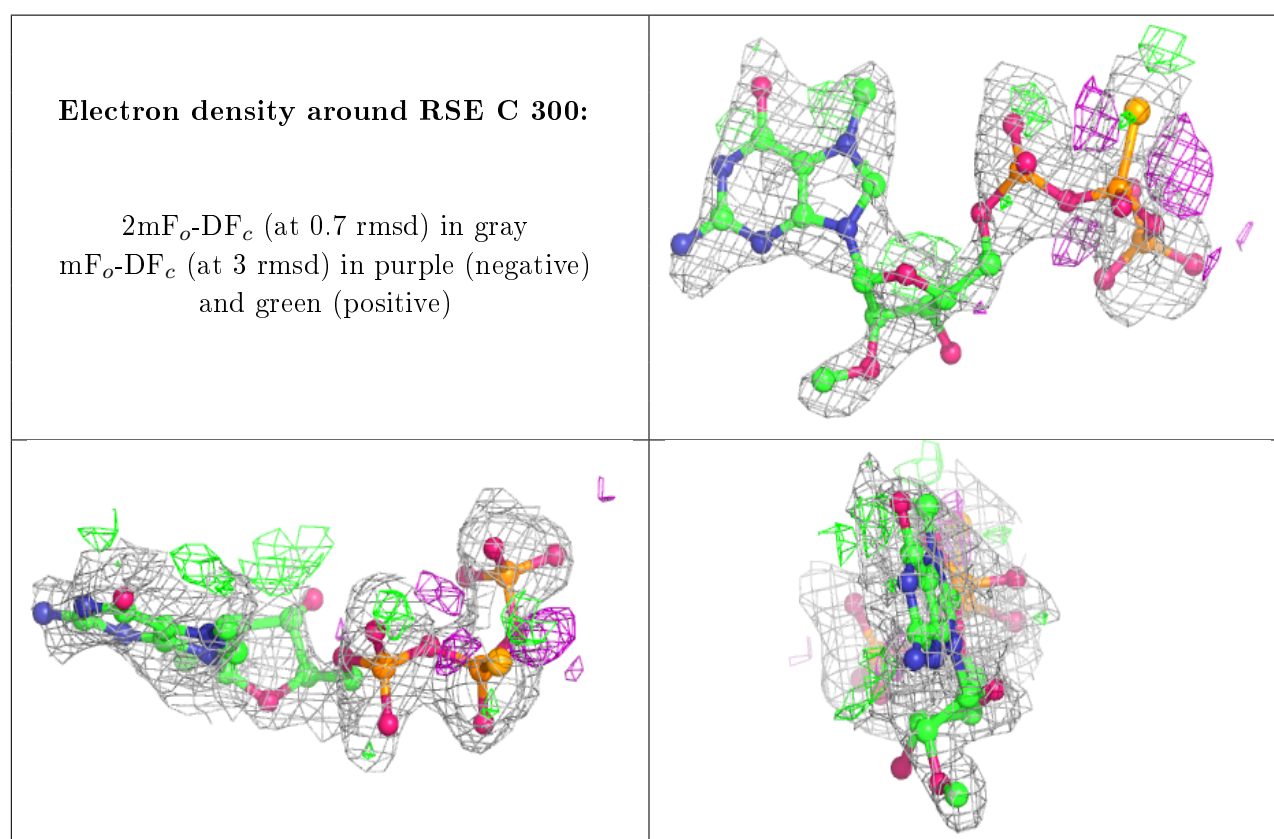 Electron density around RSE C 300:
2mFo-DFc (at 0.7 rmsd) in gray
mFo-DFc (at 3 rmsd) in purple (negative)
and green (positive)